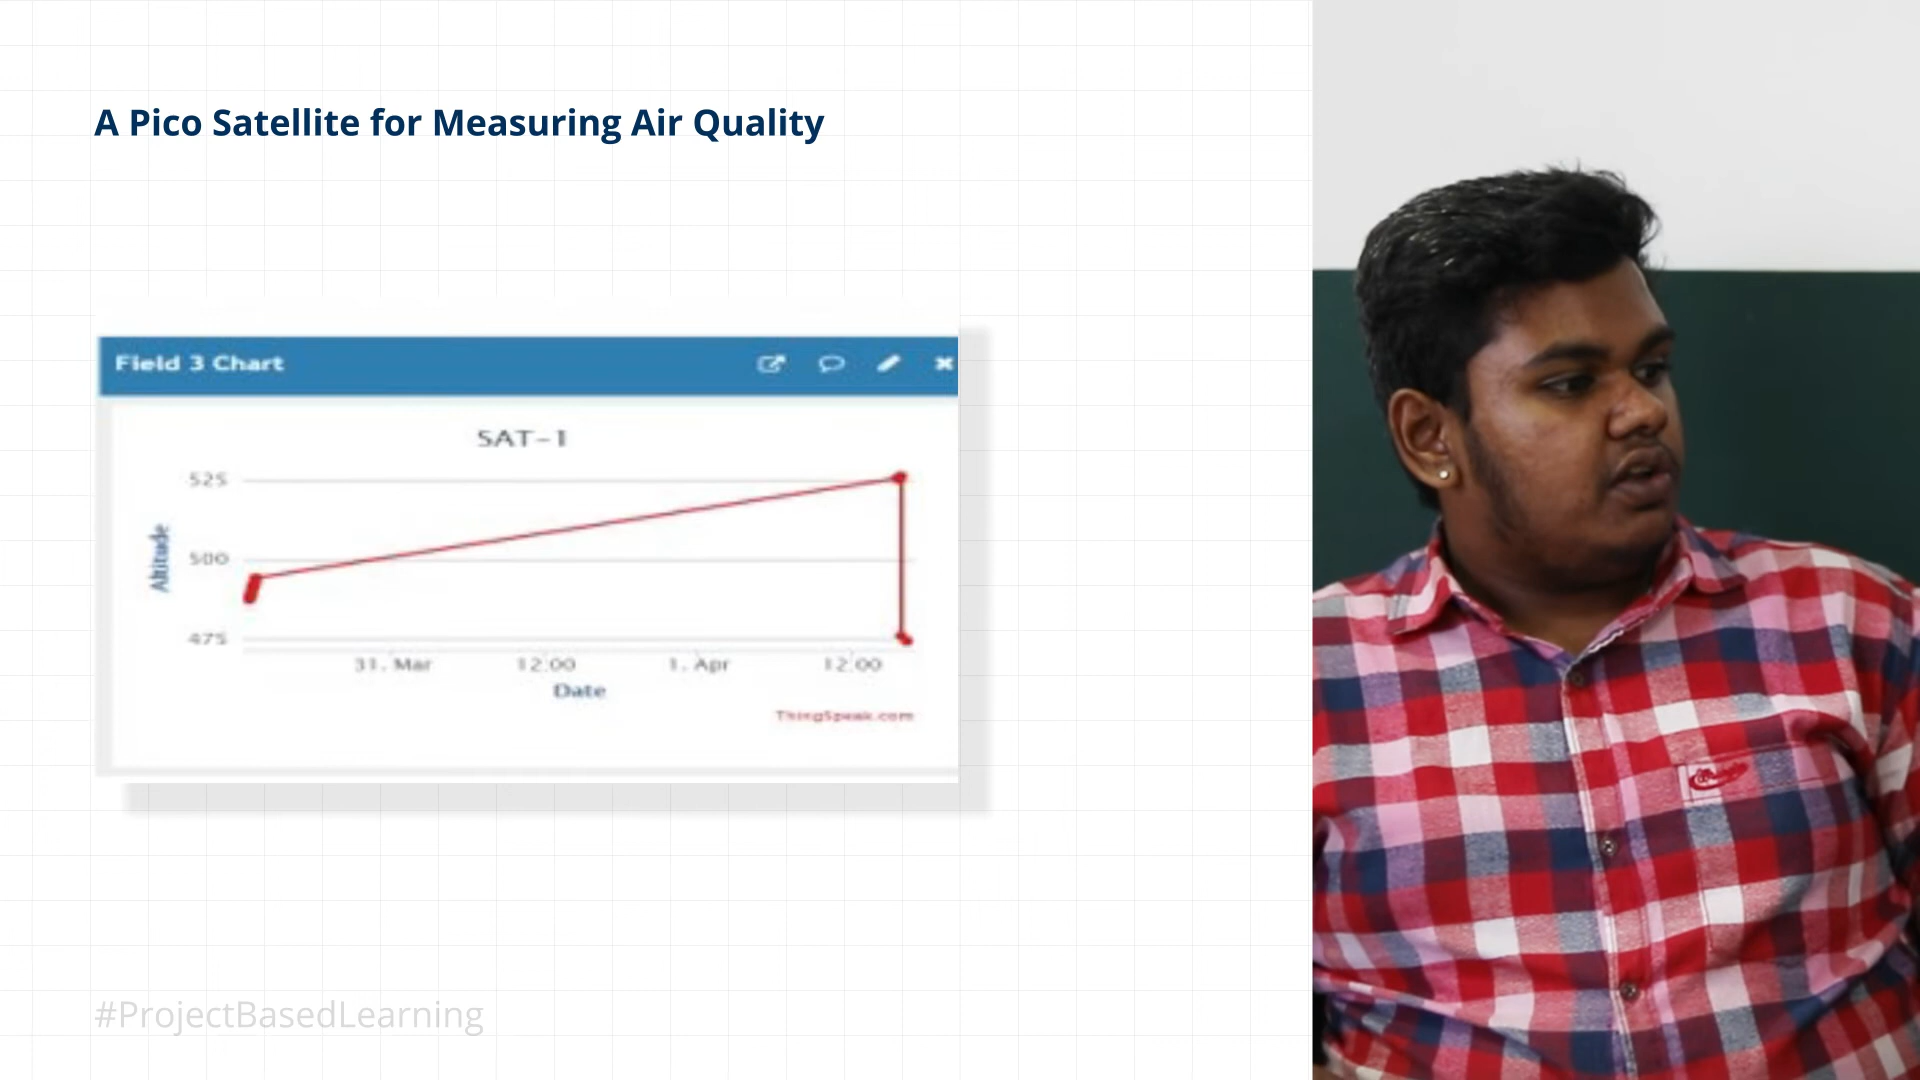 A Pico Satellite for Measuring Air Quality
Field 3 Chart
SAT-1
525
500
475
Altitude
31. Mar 12:00 1. Apr 12:00
Date
ThingSpeak.com
#ProjectBasedLearning